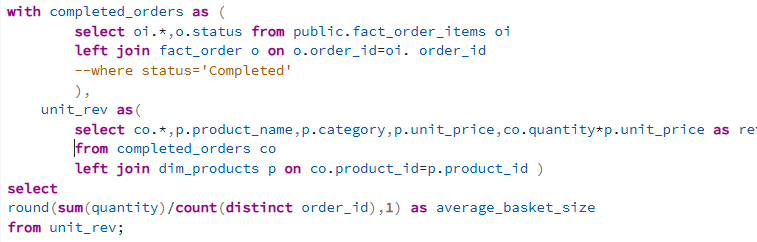 with completed_orders as (
select oi.*,o.status from public.fact_order_items oi
left join fact_order o on o.order_id=oi. order_id
--where status='Completed'
),
unit_rev as(
select co.*,p.product_name,p.category,p.unit_price,co.quantity*p.unit_price as
from completed_orders co
left join dim_products p on co.product_id=p.product_id )
select
round(sum(quantity)/count(distinct order_id),1) as average_basket_size
from unit_rev;